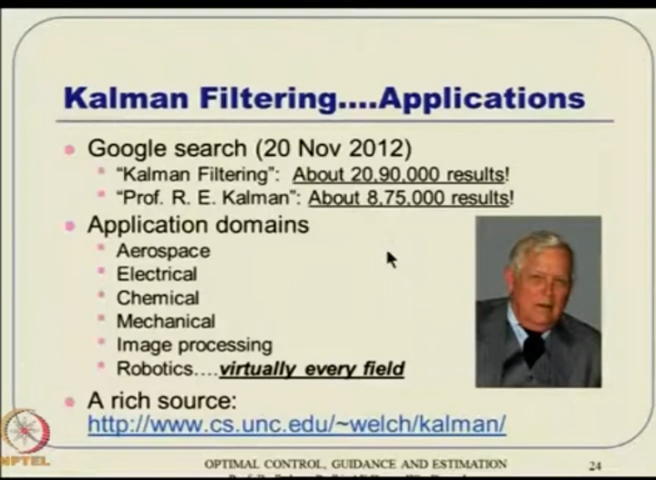 Kalman Filtering....Applications
Google search (20 Nov 2012)
“Kalman Filtering”: About 20,90,000 results!
“Prof. R. E. Kalman”: About 8,75,000 results!
Application domains
Aerospace
Electrical
Chemical
Mechanical
Image processing
Robotics....virtually every field
A rich source:
http://www.cs.unc.edu/~welch/kalman/
NPTEL
OPTIMAL CONTROL, GUIDANCE AND ESTIMATION
24